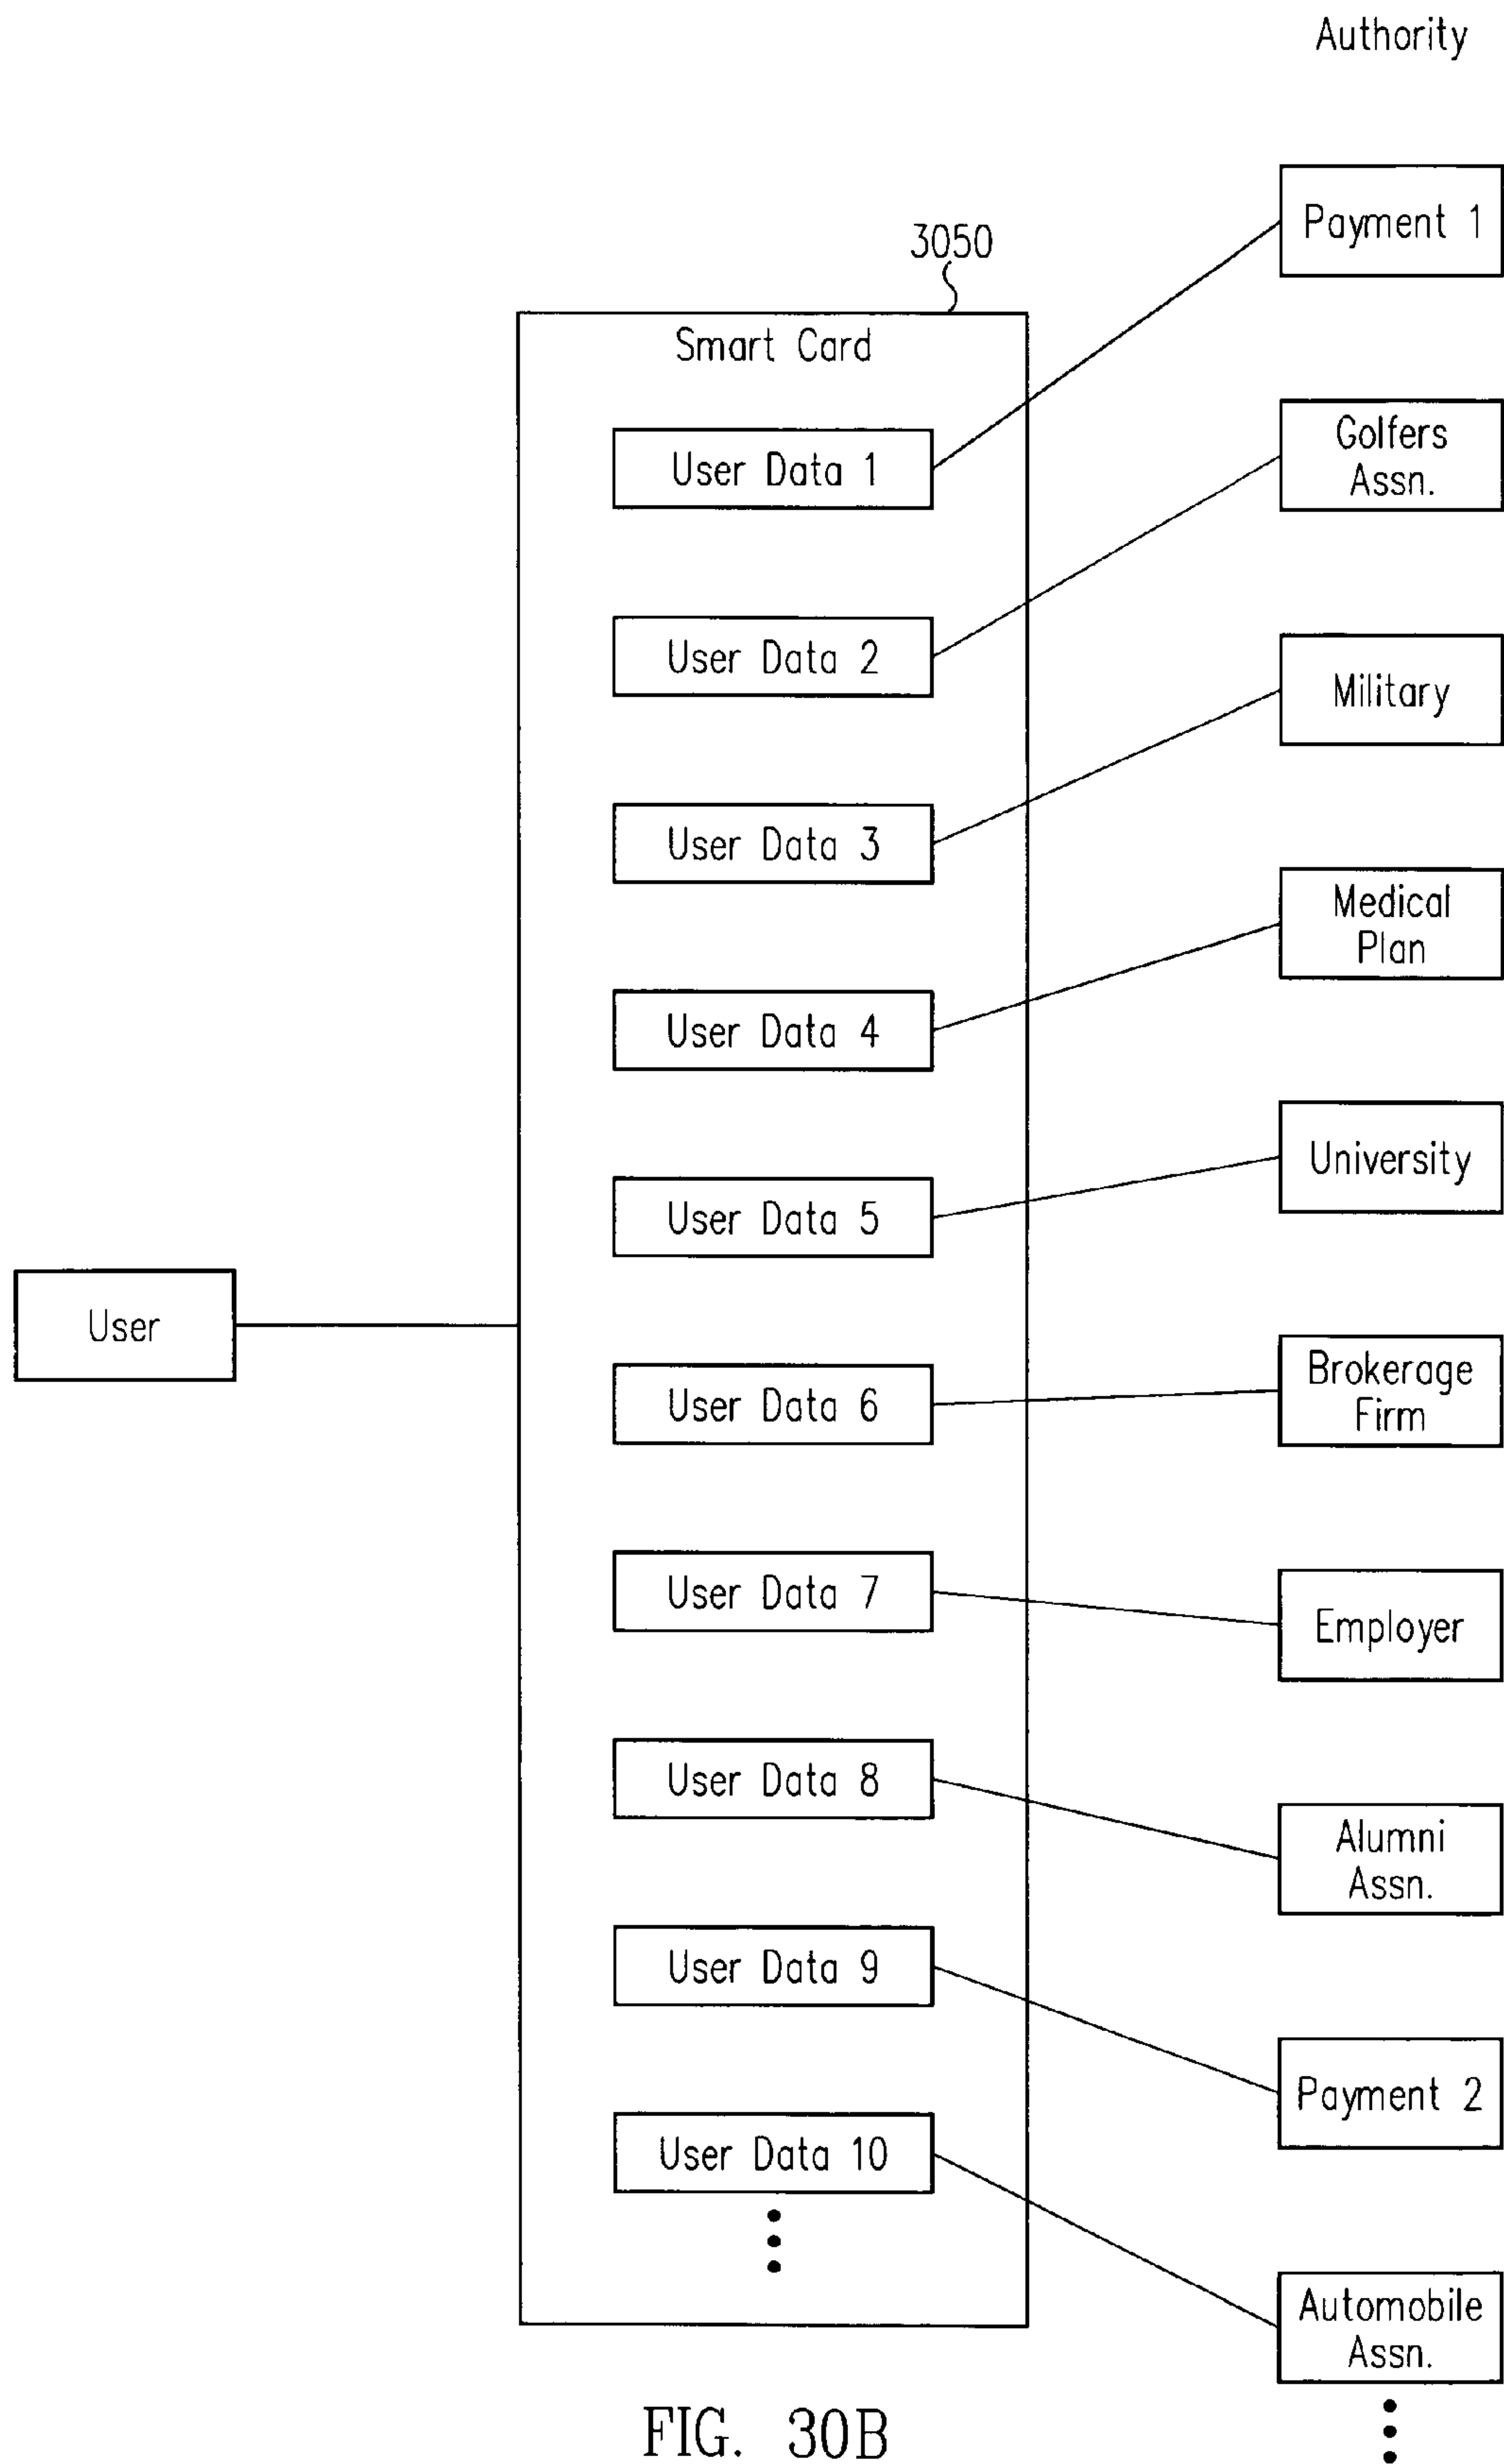 Authority
Payment 1
3050
Smart Card
Golfers
Assn.
User Data 1
User Data 2
Military
User Data 3
Medical
Plan
User Data 4
University
User Data 5
User
Brokerage
Firm
User Data 6
User Data 7
Employer
User Data 8
Alumni
Assn.
User Data 9
Payment 2
User Data 10
Automobile
Assn.
FIG. 30B